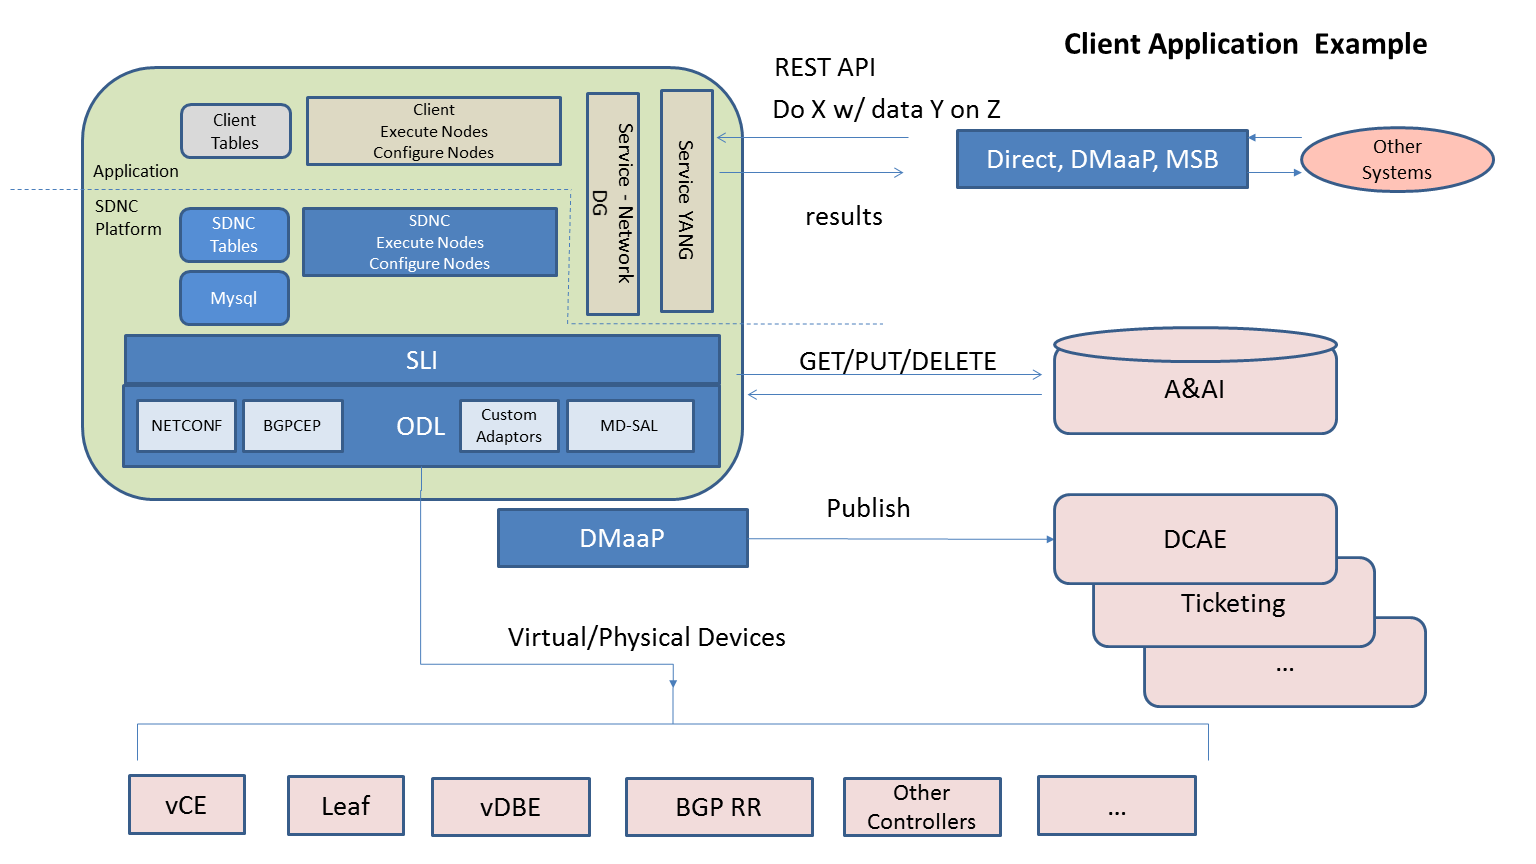 Client Application  Example
REST API
Do X w/ data Y on Z
Client
Tables
Client
Execute Nodes
Configure Nodes
Service - Network
DG
Service YANG
Direct, DMaaP, MSB
Other
Systems
Application
SDNC
Platform
SDNC
Tables
SDNC
Execute Nodes
Configure Nodes
results
Mysql
SLI
GET/PUT/DELETE
A&AI
NETCONF
BGPCEP
ODL
Custom
Adaptors
MD-SAL
DMaaP
Publish
DCAE
Ticketing
...
Virtual/Physical Devices
vCE
Leaf
vDBE
BGP RR
Other
Controllers
...